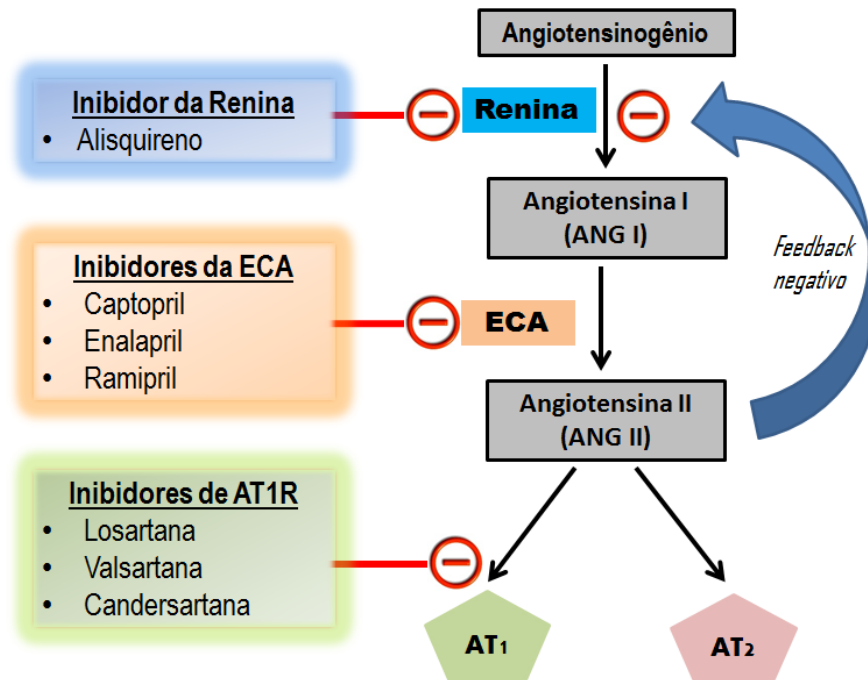 Angiotensinogênio
Inibidor da Renina
• Alisquireno
Renina
Angiotensina I
(ANG I)
Feedback
negativo
Inibidores da ECA
• Captopril
• Enalapril
• Ramipril
ECA
Angiotensina II
(ANG II)
Inibidores de AT1R
• Losartana
• Valsartana
• Candersartana
AT1
AT2